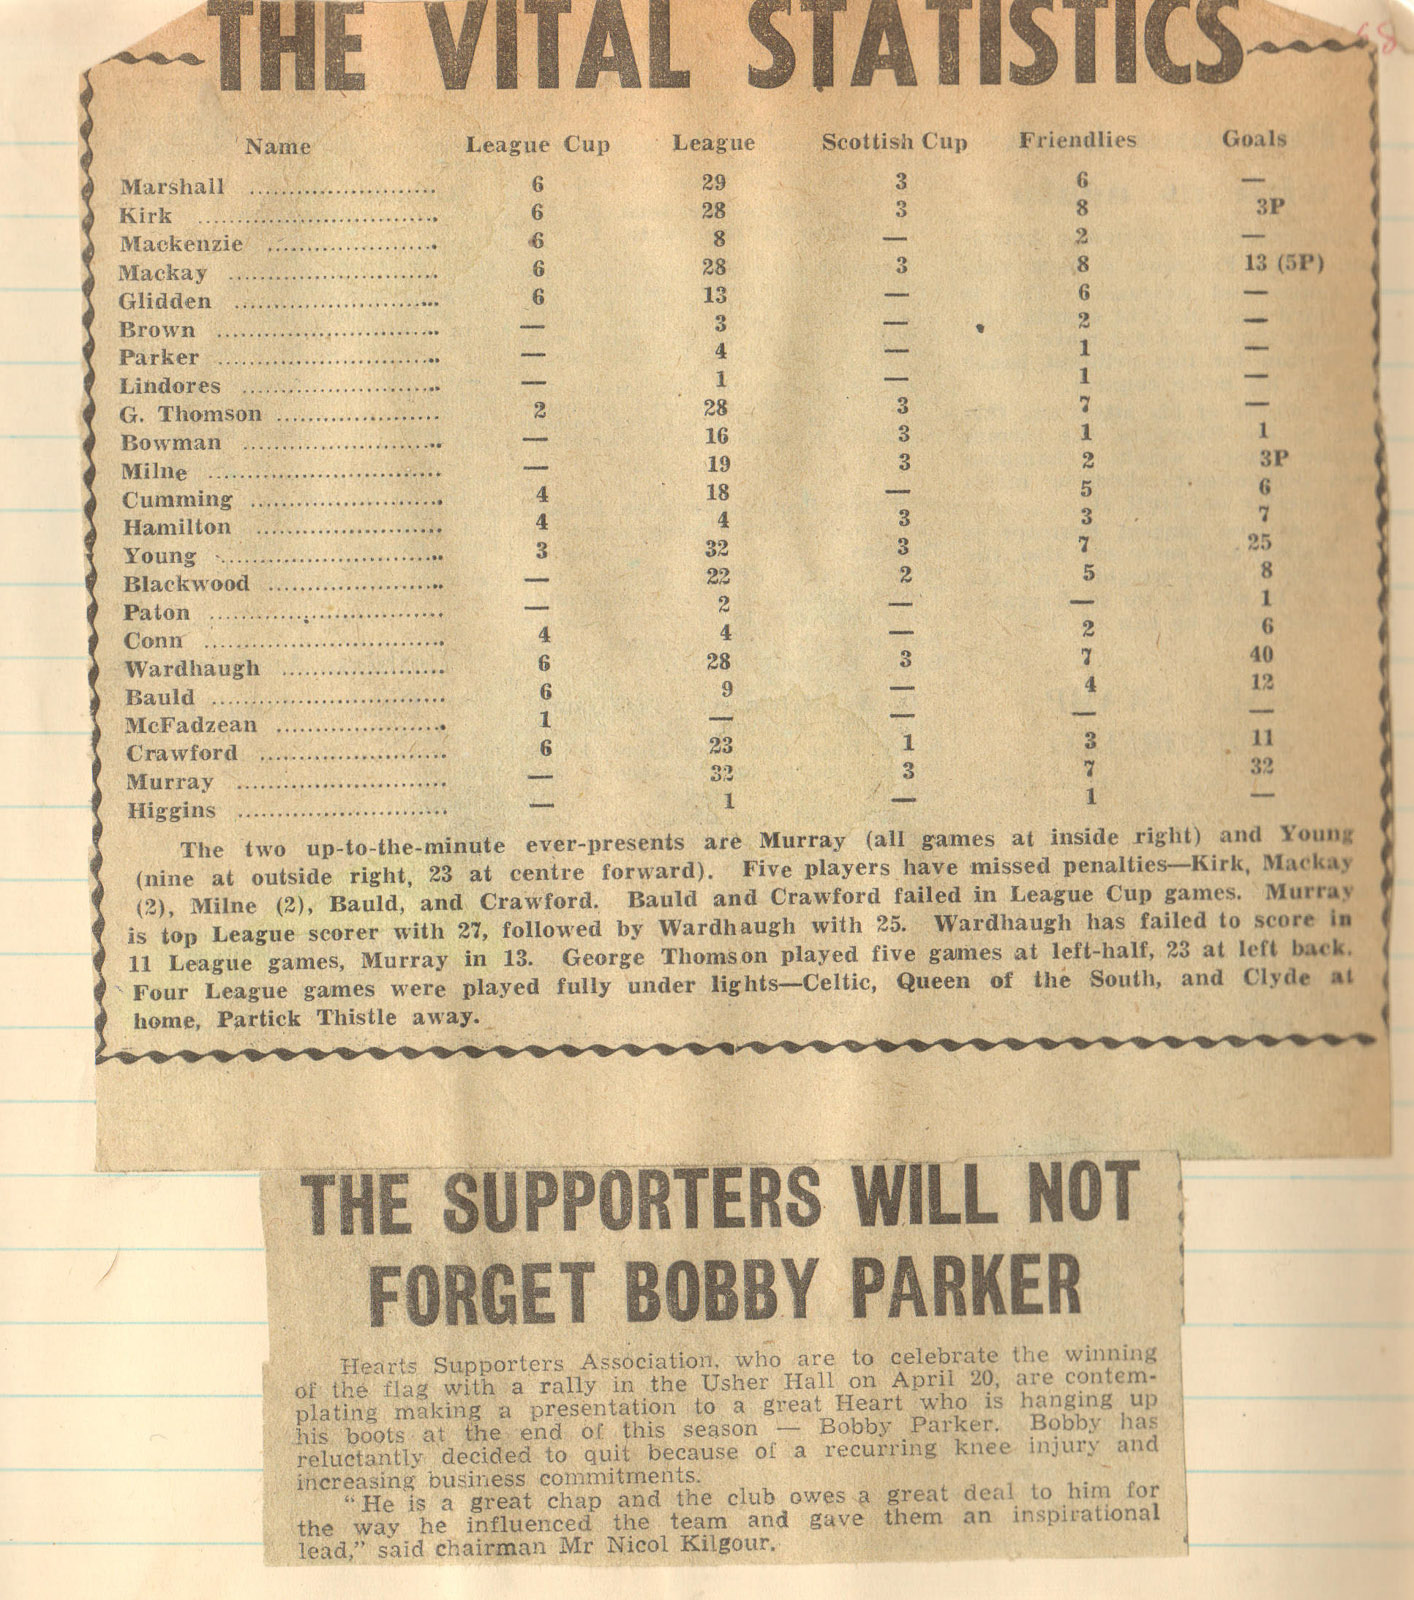 68
THE VITAL STATISTICS
Name League Cup League Scottish Cup Friendlies Goals
Marshall ........................ 6 29 3 6 —
Kirk ........................ 6 28 3 8 3P
Mackenzie ........................ 6 8 — 2 —
Mackay ........................ 6 28 3 8 13 (5P)
Glidden ........................ 6 13 — 6 —
Brown ........................ — 3 — 2 —
Parker ........................ — 4 — 1 —
Lindores ........................ — 1 — 1 —
G. Thomson ........................ 2 28 3 7 —
Bowman ........................ — 16 3 1 1
Milne ........................ — 19 3 2 3P
Cumming ........................ 4 18 — 5 6
Hamilton ........................ 4 4 3 3 7
Young ........................ 3 32 3 7 25
Blackwood ........................ — 22 2 5 8
Paton ........................ — 2 — — 1
Conn ........................ 4 4 — 2 6
Wardhaugh ........................ 6 28 3 7 40
Bauld ........................ 6 9 — 4 12
McFadzean ........................ 1 — — — —
Crawford ........................ 6 23 1 3 11
Murray ........................ — 32 3 7 32
Higgins ........................ — 1 — 1 —
The two up-to-the-minute ever-presents are Murray (all games at inside right) and Young
(nine at outside right, 23 at centre forward). Five players have missed penalties—Kirk, Mackay
(2), Milne (2), Bauld, and Crawford. Bauld and Crawford failed in League Cup games. Murray
is top League scorer with 27, followed by Wardhaugh with 25. Wardhaugh has failed to score in
11 League games, Murray in 13. George Thomson played five games at left-half, 23 at left back.
Four League games were played fully under lights—Celtic, Queen of the South, and Clyde at
home, Partick Thistle away.
THE SUPPORTERS WILL NOT
FORGET BOBBY PARKER
Hearts Supporters Association, who are to celebrate the winning
of the flag with a rally in the Usher Hall on April 20, are contem-
plating making a presentation to a great Heart who is hanging up
his boots at the end of this season — Bobby Parker. Bobby has
reluctantly decided to quit because of a recurring knee injury and
increasing business commitments.
"He is a great chap and the club owes a great deal to him for
the way he influenced the team and gave them an inspirational
lead," said chairman Mr Nicol Kilgour.